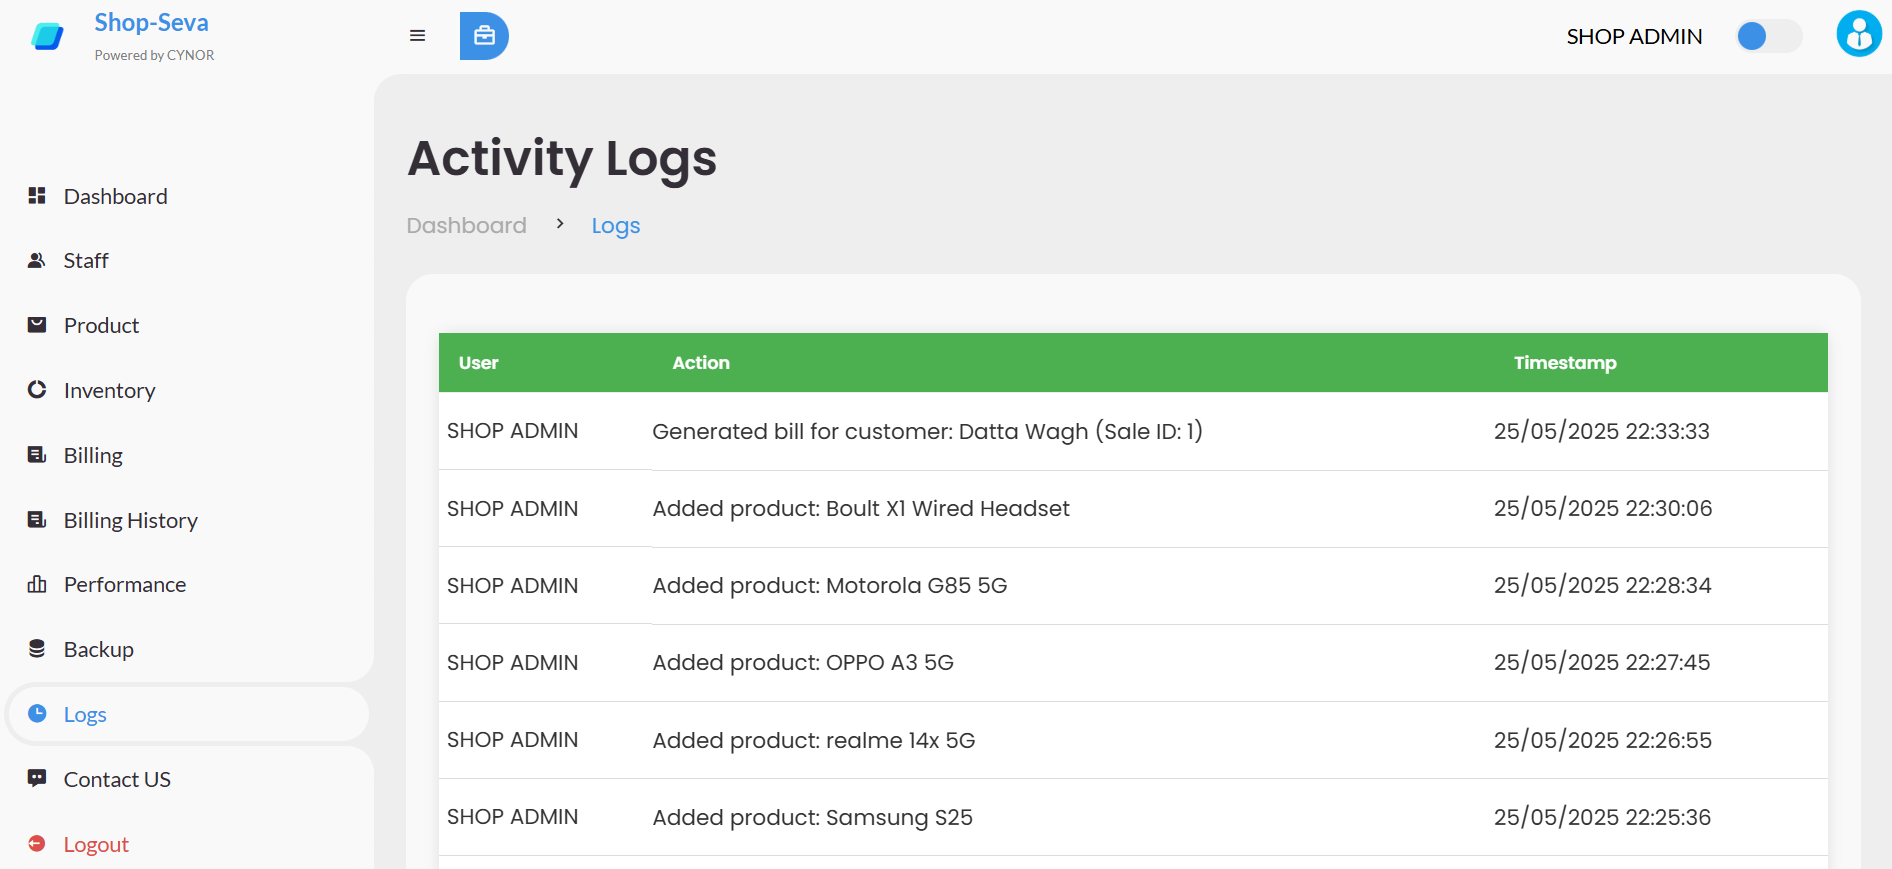 Shop-Seva
Powered by CYNOR
SHOP ADMIN
Dashboard
Staff
Product
Inventory
Billing
Billing History
Performance
Backup
Logs
Contact US
Logout
Activity Logs
Dashboard > Logs
User Action Timestamp
SHOP ADMIN Generated bill for customer: Datta Wagh (Sale ID: 1) 25/05/2025 22:33:33
SHOP ADMIN Added product: Boult X1 Wired Headset 25/05/2025 22:30:06
SHOP ADMIN Added product: Motorola G85 5G 25/05/2025 22:28:34
SHOP ADMIN Added product: OPPO A3 5G 25/05/2025 22:27:45
SHOP ADMIN Added product: realme 14x 5G 25/05/2025 22:26:55
SHOP ADMIN Added product: Samsung S25 25/05/2025 22:25:36